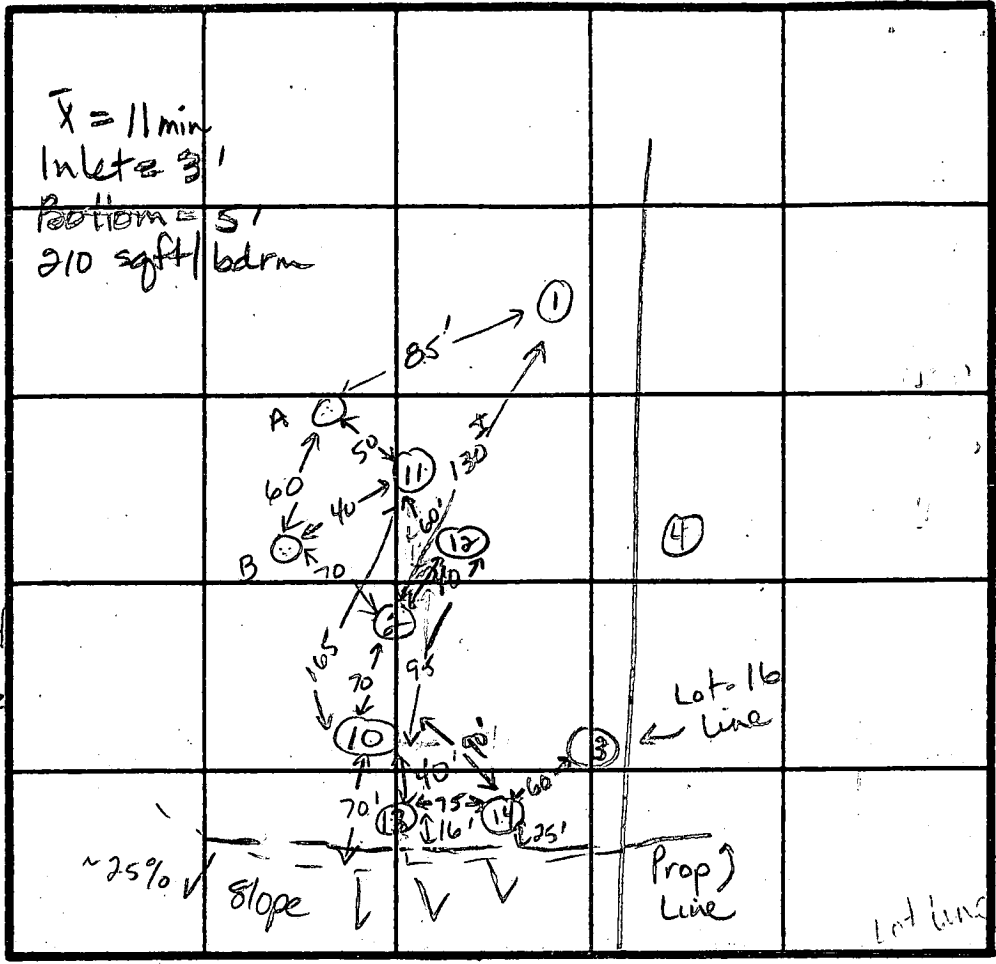 X̄ = 11 min
Inlet = 3'
Bottom = 5'
210 sqft/bdrm
1
85'
A
50
11
130
60
40
60'
12
4
B
70
40
2
165
70
95
Lot 16
Line
10
90'
3
40'
60
70'
75
13
16'
14
25'
~25%
Slope
Prop
Line
Lot line